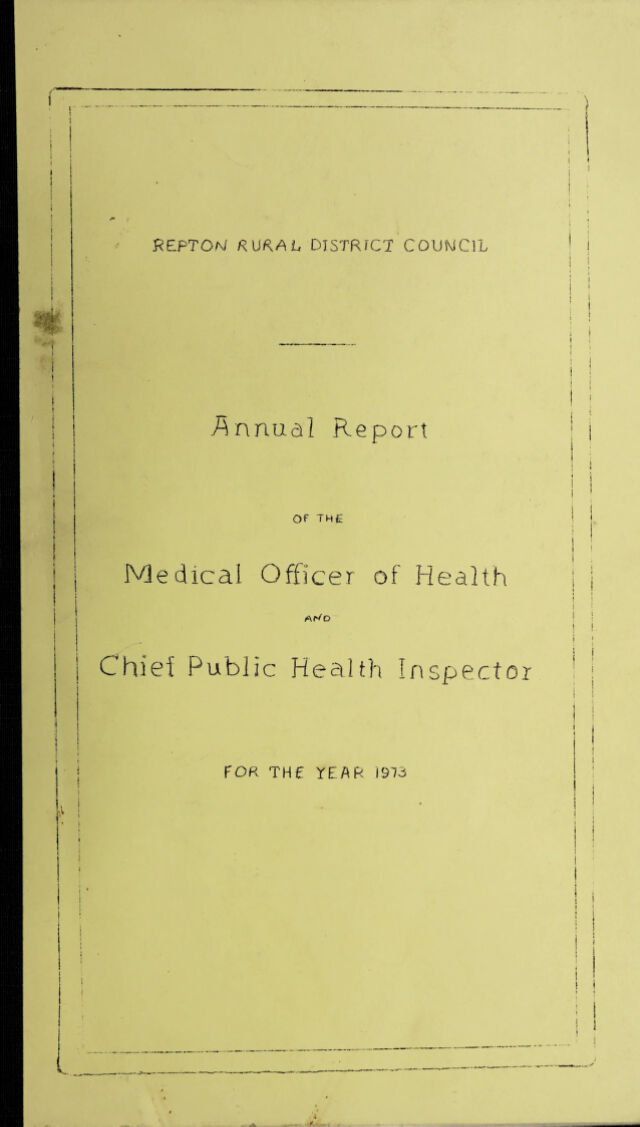 REPTON RURAL DISTRICT COUNCIL
Annual Report
OF THE
Medical Officer of Health
AND
Chief Public Health Inspector
FOR THE YEAR 1973